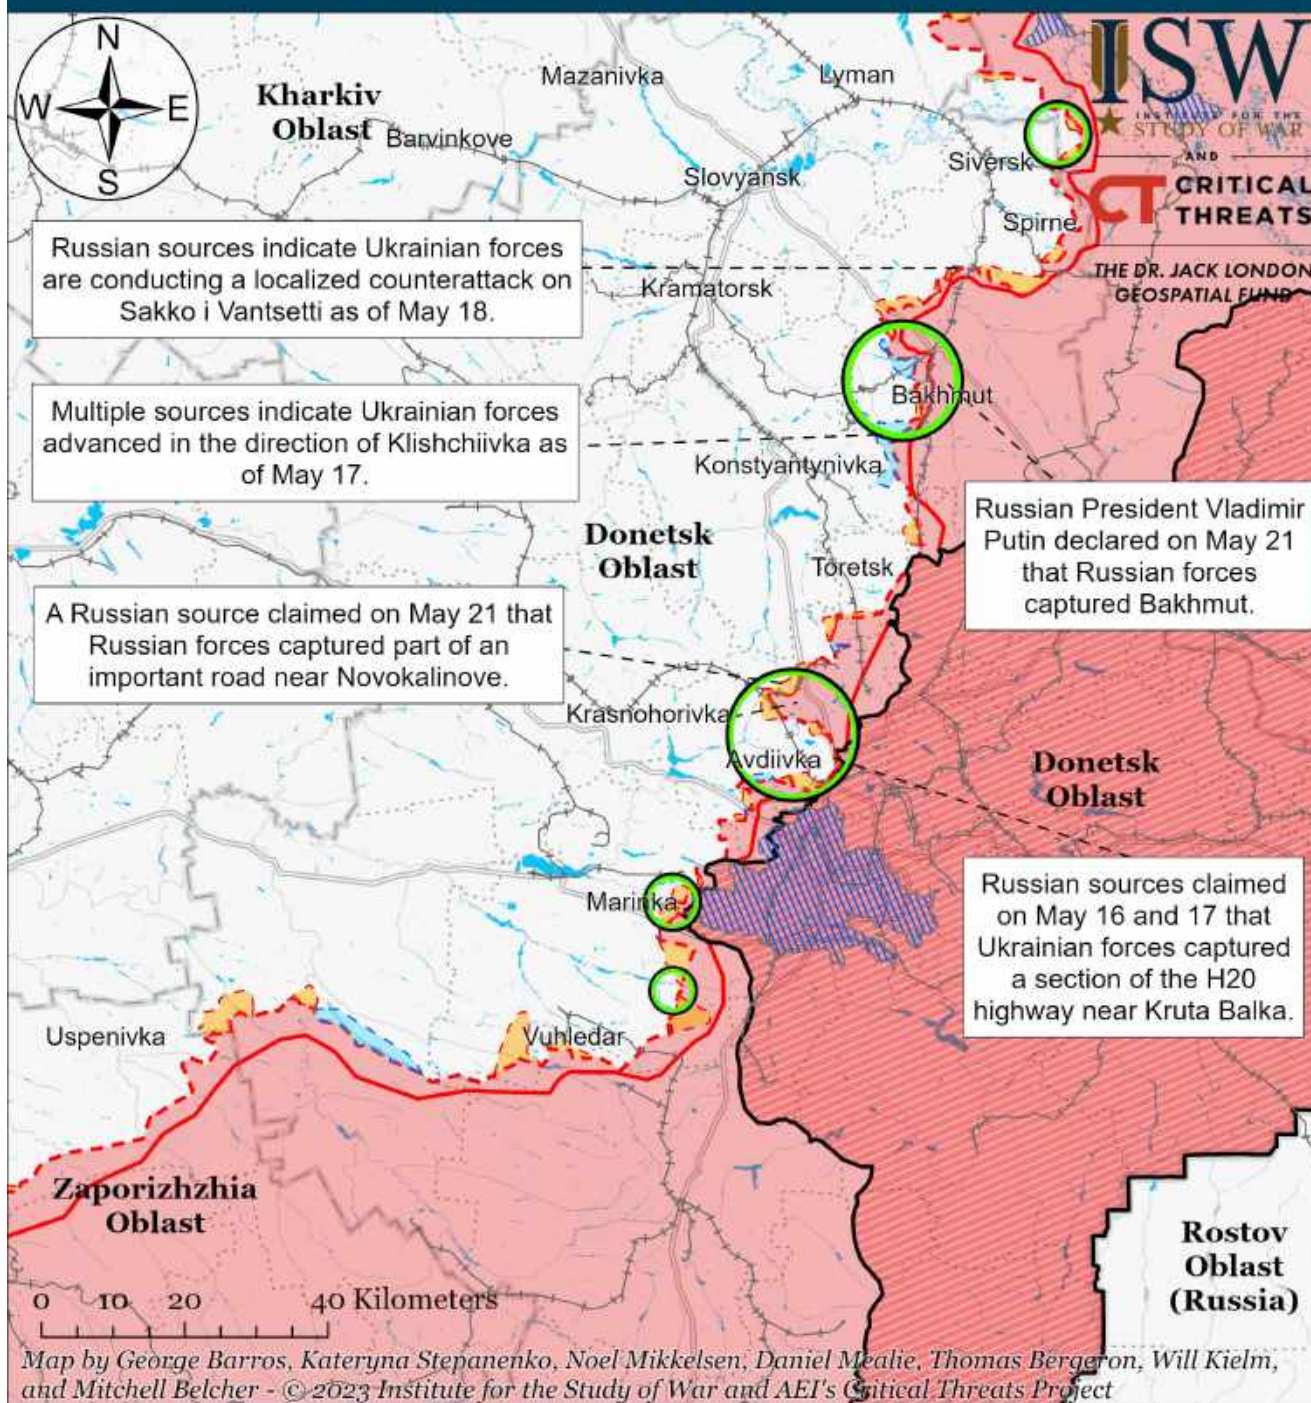 N
W
E
S
Kharkiv
Oblast
Mazanivka
Lyman
Barvinkove
Slovyansk
Siversk
Spirne
ISW
INSTITUTE FOR THE
STUDY OF WAR
AND
CT CRITICAL
THREATS
THE DR. JACK LONDON
GEOSPATIAL FUND
Russian sources indicate Ukrainian forces
are conducting a localized counterattack on
Sakko i Vantsetti as of May 18.
Kramatorsk
Bakhmut
Multiple sources indicate Ukrainian forces
advanced in the direction of Klishchiivka as
of May 17.
Konstyantynivka
Russian President Vladimir
Putin declared on May 21
that Russian forces
captured Bakhmut.
Donetsk
Oblast
Toretsk
A Russian source claimed on May 21 that
Russian forces captured part of an
important road near Novokalinove.
Krasnohorivka
Avdiivka
Donetsk
Oblast
Russian sources claimed
on May 16 and 17 that
Ukrainian forces captured
a section of the H20
highway near Kruta Balka.
Marinka
Uspenivka
Vuhledar
Zaporizhzhia
Oblast
Rostov
Oblast
(Russia)
0 10 20 40 Kilometers
Map by George Barros, Kateryna Stepanenko, Noel Mikkelsen, Daniel Mealie, Thomas Bergeron, Will Kielm,
and Mitchell Belcher - © 2023 Institute for the Study of War and AEI's Critical Threats Project